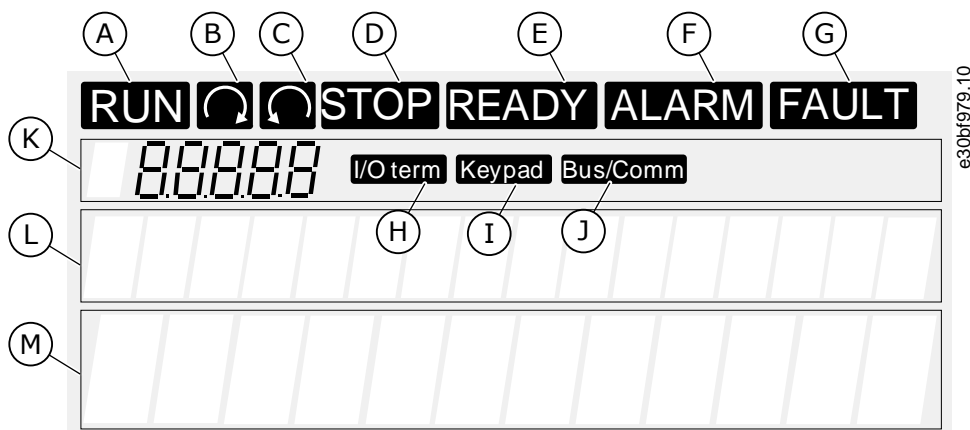 A B C D E F G
RUN STOP READY ALARM FAULT
K
8.8.8.8.8
I/O term Keypad Bus/Comm
H I J
L
M
e30bf979.10